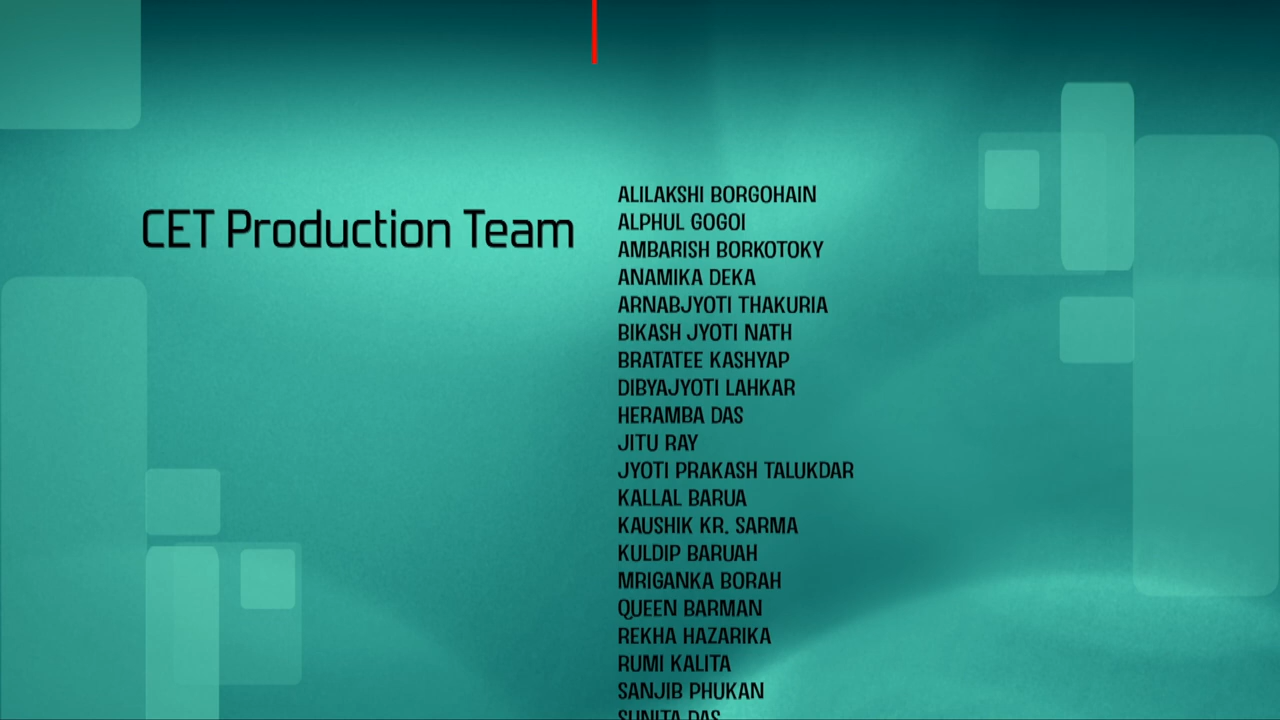 CET Production Team
ALILAKSHI BORGOHAIN
ALPHUL GOGOI
AMBARISH BORKOTOKY
ANAMIKA DEKA
ARNABJYOTI THAKURIA
BIKASH JYOTI NATH
BRATATEE KASHYAP
DIBYAJYOTI LAHKAR
HERAMBA DAS
JITU RAY
JYOTI PRAKASH TALUKDAR
KALLAL BARUA
KAUSHIK KR. SARMA
KULDIP BARUAH
MRIGANKA BORAH
QUEEN BARMAN
REKHA HAZARIKA
RUMI KALITA
SANJIB PHUKAN
SUNITA DAS